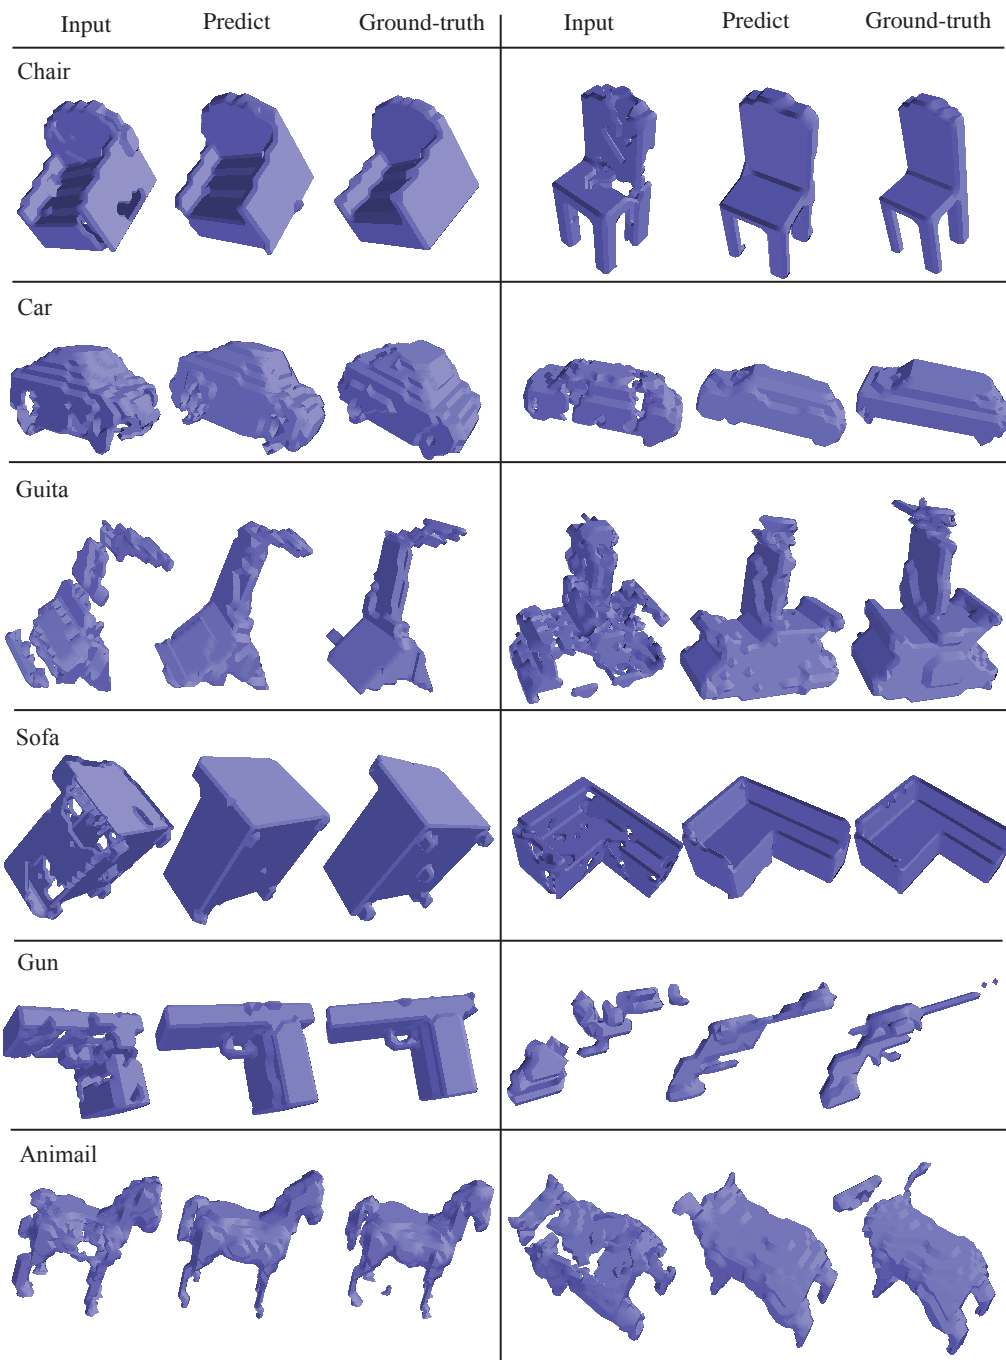 Input Predict Ground-truth Input Predict Ground-truth
Chair
Car
Guita
Sofa
Gun
Animail